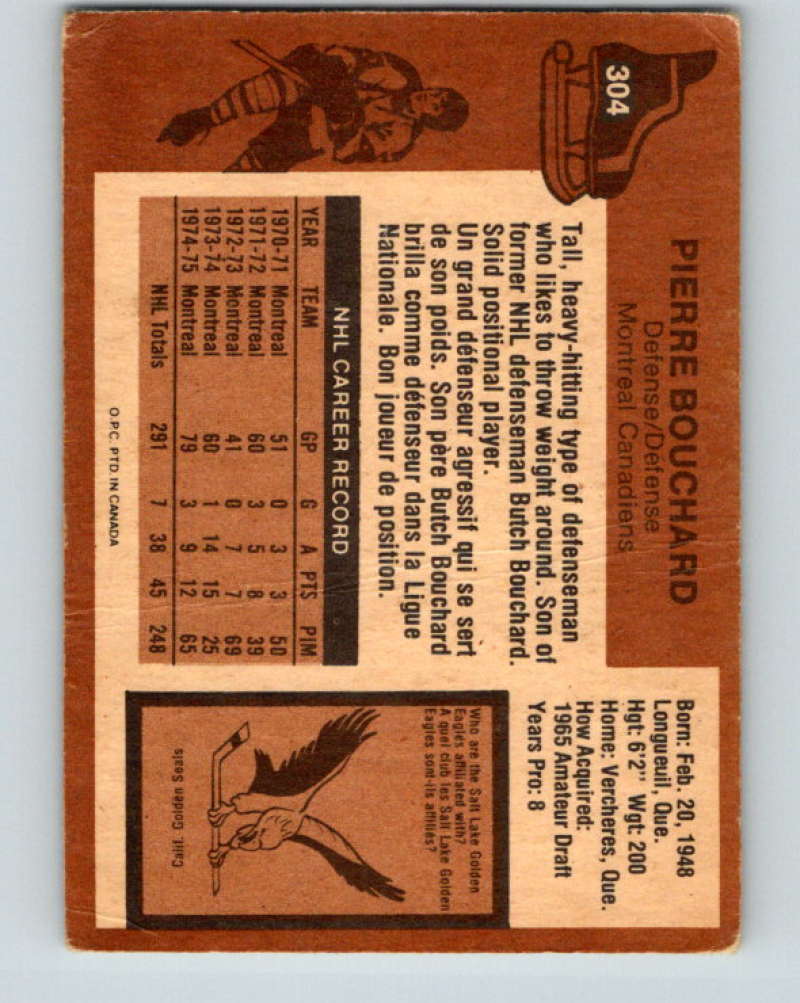 304
PIERRE BOUCHARD
Defense/Défense
Montreal Canadiens
Tall, heavy-hitting type of defenseman
who likes to throw weight around. Son of
former NHL defenseman Butch Bouchard.
Solid positional player.
Un grand défenseur agressif qui se sert
de son poids. Son père Butch Bouchard
brilla comme défenseur dans la Ligue
Nationale. Bon joueur de position.
NHL CAREER RECORD
YEAR TEAM GP G A PTS PIM
1970-71 Montreal 51 0 3 3 50
1971-72 Montreal 60 3 5 8 39
1972-73 Montreal 41 0 7 7 69
1973-74 Montreal 60 1 14 15 25
1974-75 Montreal 79 3 9 12 65
NHL Totals 291 7 38 45 248
O.P.C. PTD. IN CANADA
Born: Feb. 20, 1948
Longueuil, Que.
Hgt: 6'2" Wgt: 200
Home: Vercheres, Que.
How Acquired:
1965 Amateur Draft
Years Pro: 8
Who are the Salt Lake Golden
Eagles affiliated with?
A quel club les Salt Lake Golden
Eagles sont-ils affiliés?
Calif. Golden Seals